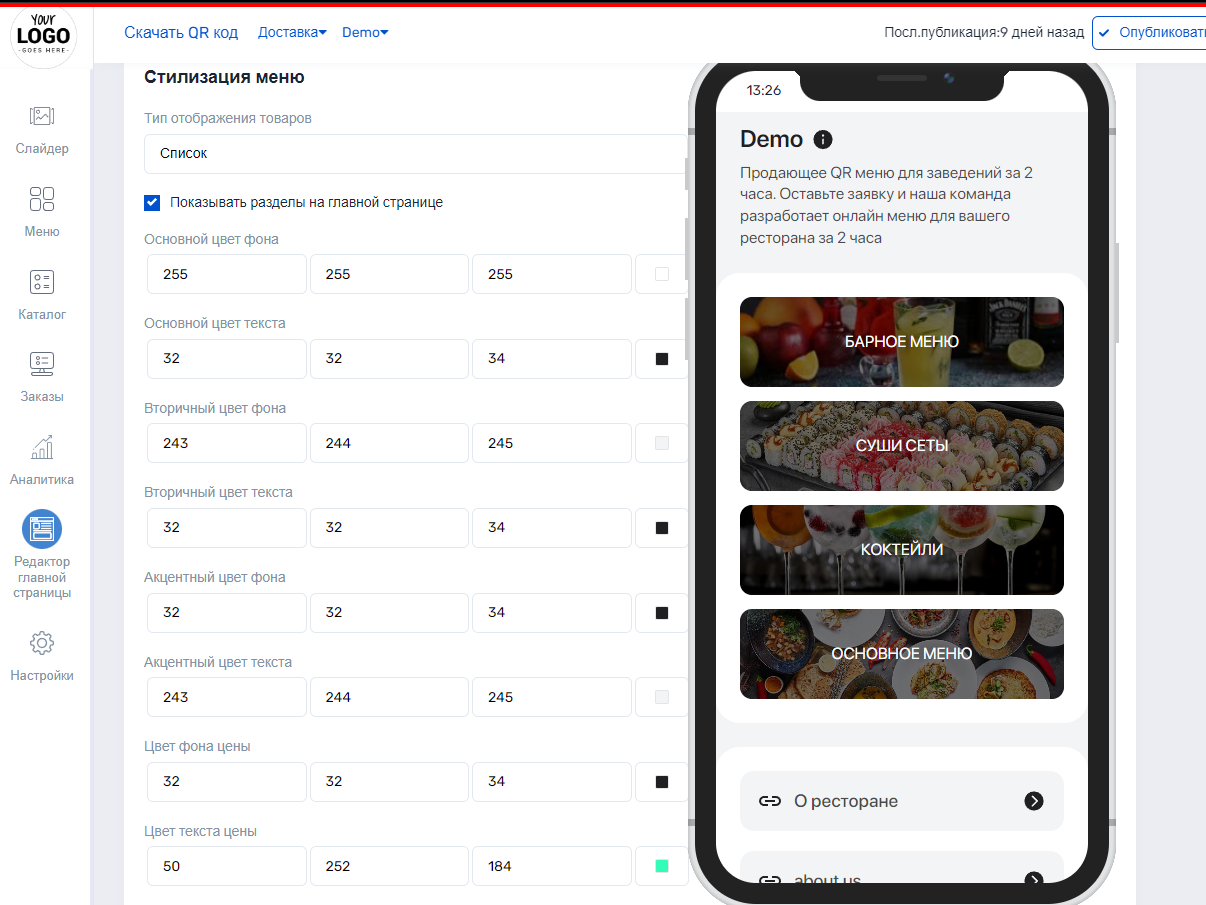 YOUR
LOGO
-GOES HERE-
Скачать QR код
Доставка
Demo
Посл.публикация:9 дней назад
Опубликовать
Слайдер
Меню
Каталог
Заказы
Аналитика
Редактор
главной
страницы
Настройки
Стилизация меню
Тип отображения товаров
Список
Показывать разделы на главной странице
Основной цвет фона
255 255 255
Основной цвет текста
32 32 34
Вторичный цвет фона
243 244 245
Вторичный цвет текста
32 32 34
Акцентный цвет фона
32 32 34
Акцентный цвет текста
243 244 245
Цвет фона цены
32 32 34
Цвет текста цены
50 252 184
13:26
Demo
Продающее QR меню для заведений за 2
часа. Оставьте заявку и наша команда
разработает онлайн меню для вашего
ресторана за 2 часа
БАРНОЕ МЕНЮ
СУШИ СЕТЫ
КОКТЕЙЛИ
ОСНОВНОЕ МЕНЮ
О ресторане
about us